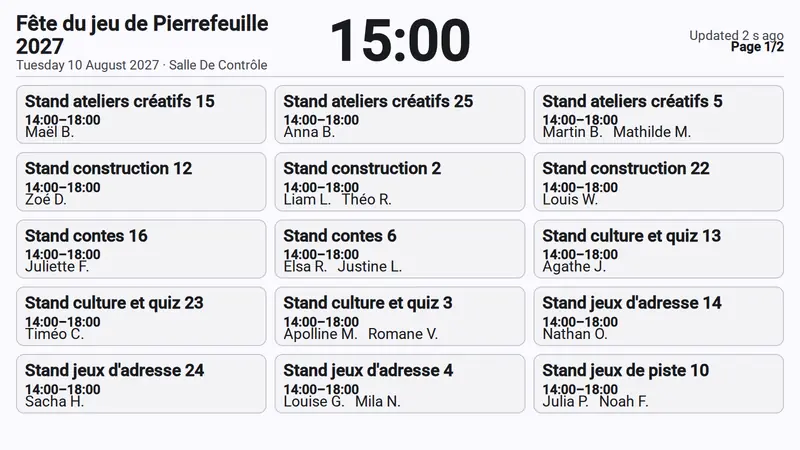 Fête du jeu de Pierrefeuille
2027
Tuesday 10 August 2027 · Salle De Contrôle
15:00
Updated 2 s ago
Page 1/2
Stand ateliers créatifs 15
14:00–18:00
Maël B.
Stand ateliers créatifs 25
14:00–18:00
Anna B.
Stand ateliers créatifs 5
14:00–18:00
Martin B. Mathilde M.
Stand construction 12
14:00–18:00
Zoé D.
Stand construction 2
14:00–18:00
Liam L. Théo R.
Stand construction 22
14:00–18:00
Louis W.
Stand contes 16
14:00–18:00
Juliette F.
Stand contes 6
14:00–18:00
Elsa R. Justine L.
Stand culture et quiz 13
14:00–18:00
Agathe J.
Stand culture et quiz 23
14:00–18:00
Timéo C.
Stand culture et quiz 3
14:00–18:00
Apolline M. Romane V.
Stand jeux d'adresse 14
14:00–18:00
Nathan O.
Stand jeux d'adresse 24
14:00–18:00
Sacha H.
Stand jeux d'adresse 4
14:00–18:00
Louise G. Mila N.
Stand jeux de piste 10
14:00–18:00
Julia P. Noah F.